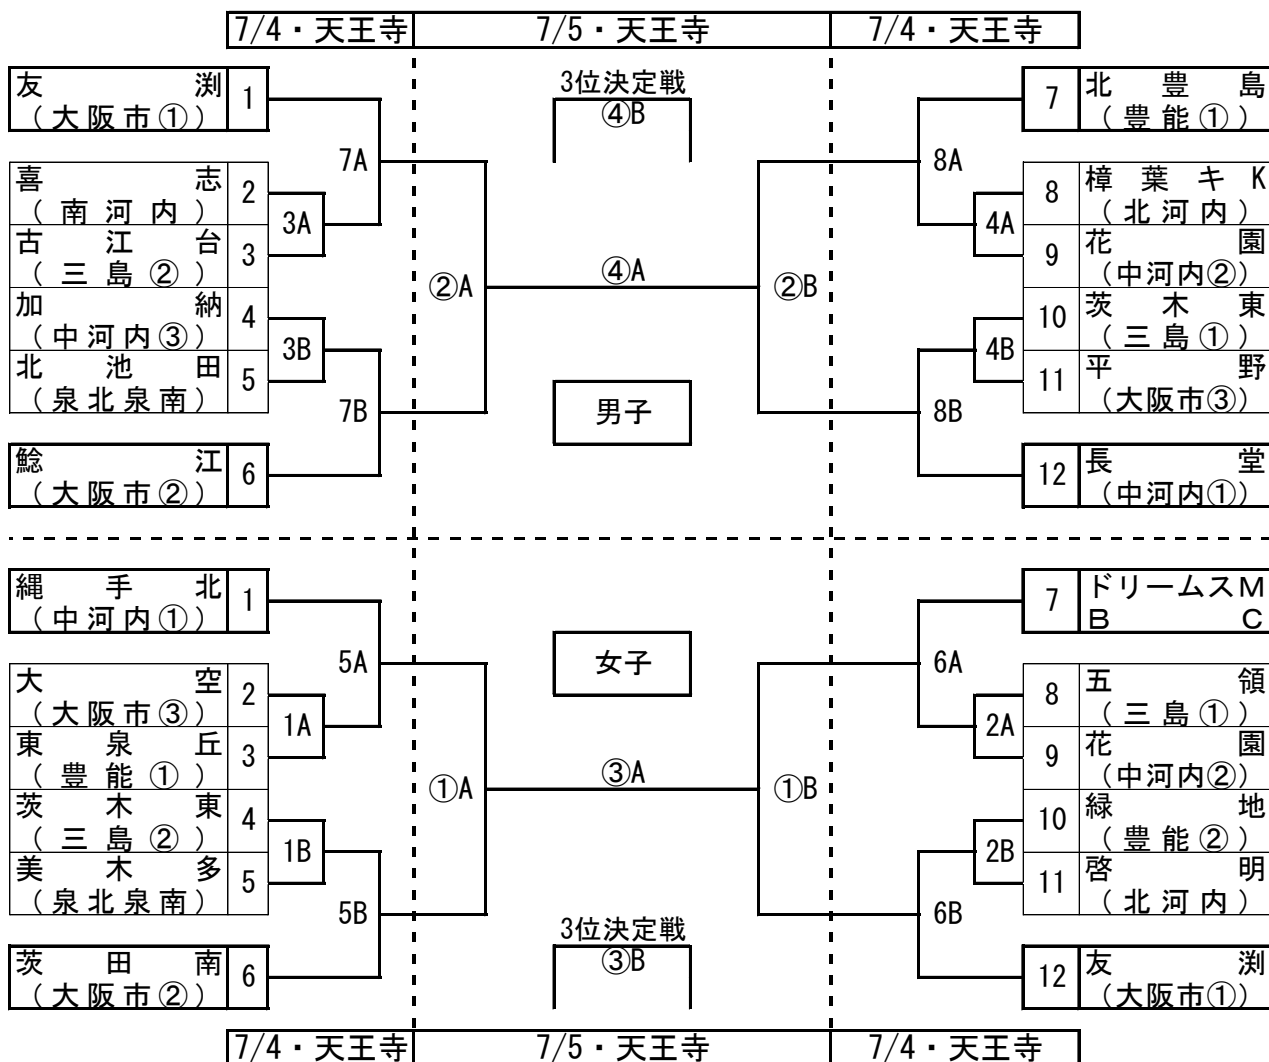 7/4・天王寺 7/5・天王寺 7/4・天王寺
友渕 1
(大阪市①)
喜志 2
(南河内)
古江台 3
(三島②)
加納 4
(中河内③)
北池田 5
(泉北泉南)
鯰江 6
(大阪市②)
3A
3B
7A
7B
②A
3位決定戦
④B
④A
男子
②B
8A
8B
4A
4B
7 北豊島
(豊能①)
8 樟葉キK
(北河内)
9 花園
(中河内②)
10 茨木東
(三島①)
11 平野
(大阪市③)
12 長堂
(中河内①)
縄手北 1
(中河内①)
大空 2
(大阪市③)
東泉丘 3
(豊能①)
茨木東 4
(三島②)
美木多 5
(泉北泉南)
茨田南 6
(大阪市②)
1A
1B
5A
5B
①A
女子
③A
3位決定戦
③B
①B
6A
6B
2A
2B
7 ドリームスM
BC
8 五領
(三島①)
9 花園
(中河内②)
10 緑地
(豊能②)
11 啓明
(北河内)
12 友渕
(大阪市①)
7/4・天王寺 7/5・天王寺 7/4・天王寺